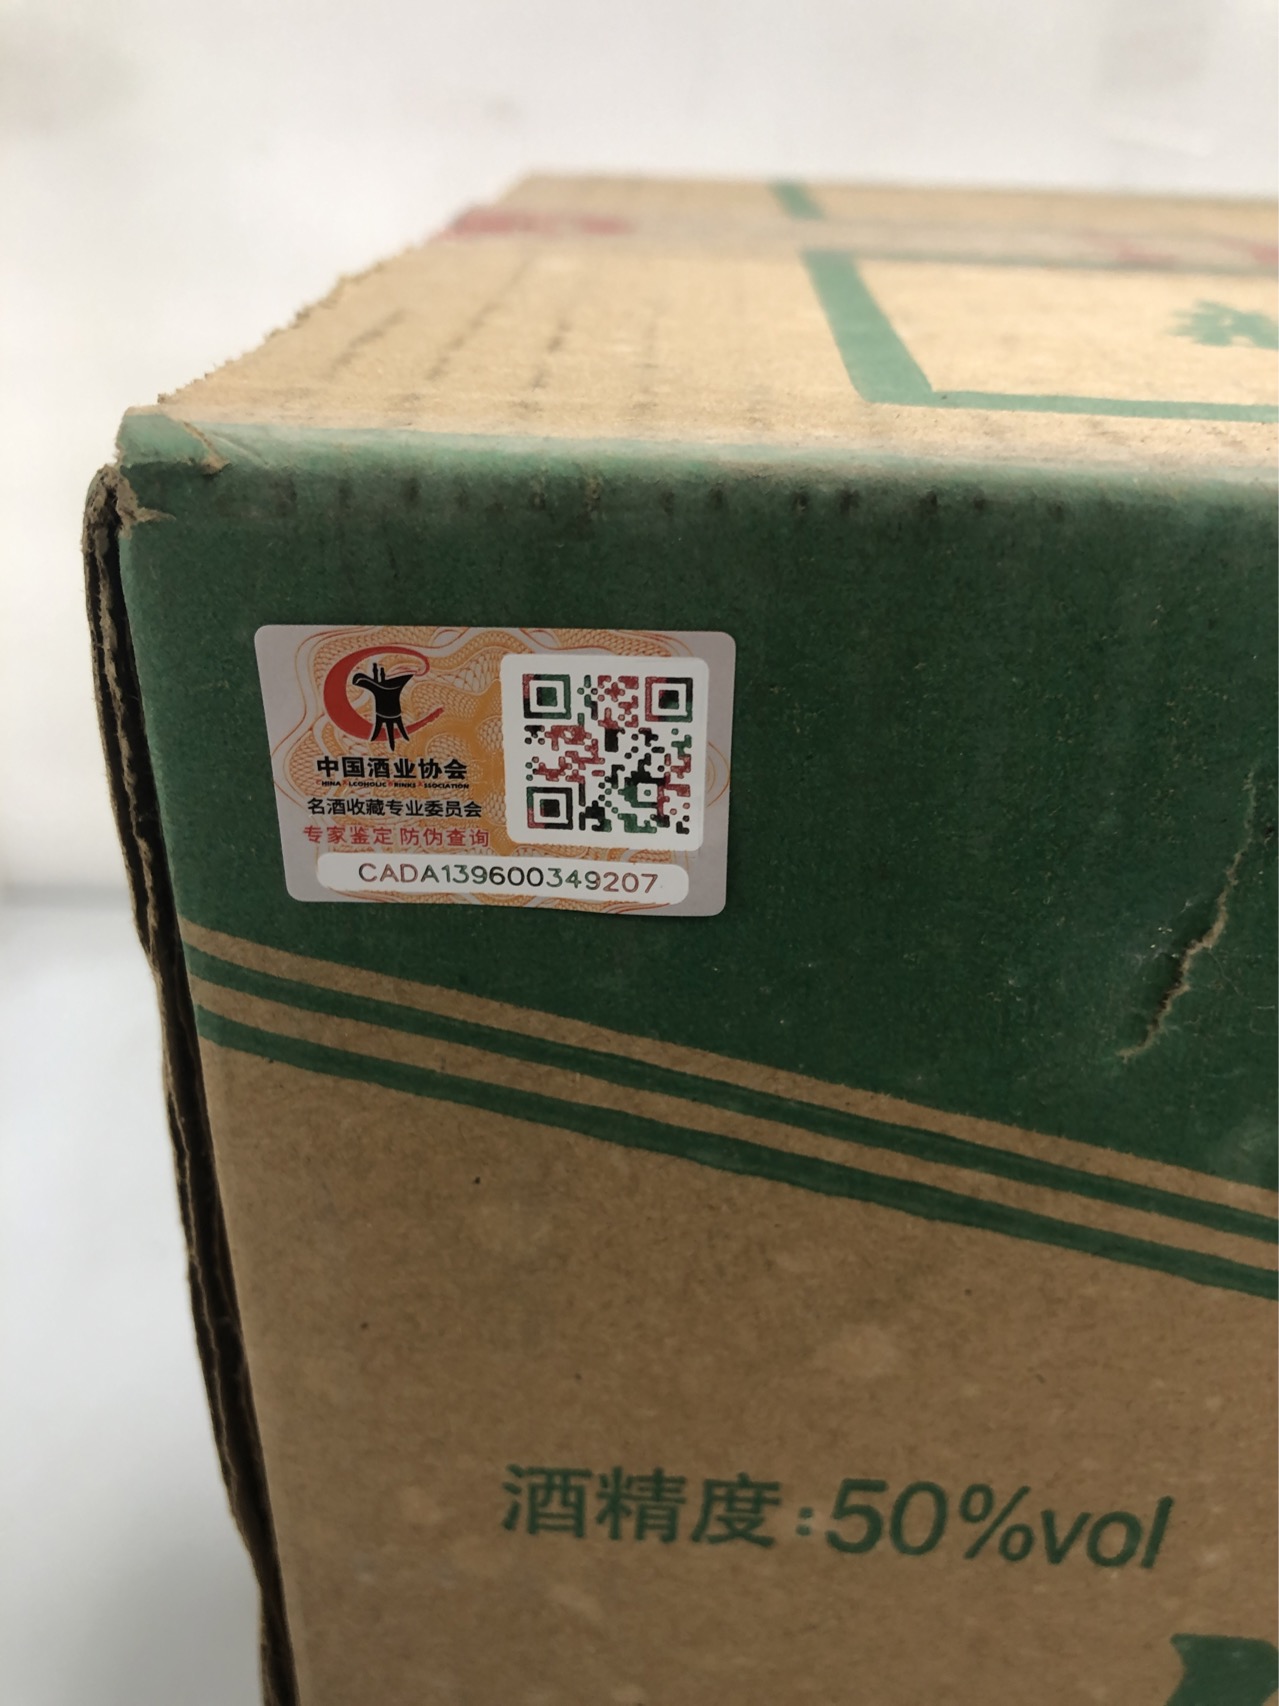 中国酒业协会
CHINA ALCOHOLIC DRINKS ASSOCIATION
名酒收藏专业委员会
专家鉴定 防伪查询
CADA139600349207
酒精度:50%vol